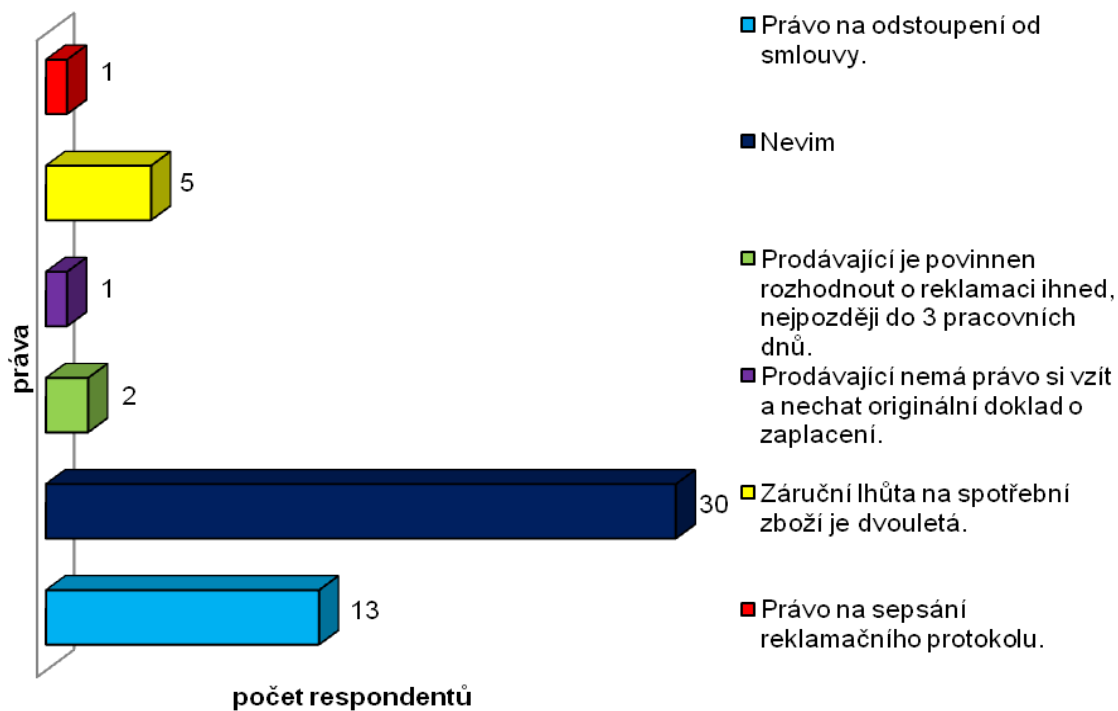 1
5
1
2
30
13
práva
počet respondentů
Právo na odstoupení od
smlouvy.
Nevim
Prodávající je povinnen
rozhodnout o reklamaci ihned,
nejpozději do 3 pracovních
dnů.
Prodávající nemá právo si vzít
a nechat originální doklad o
zaplacení.
Záruční lhůta na spotřební
zboží je dvouletá.
Právo na sepsání
reklamačního protokolu.